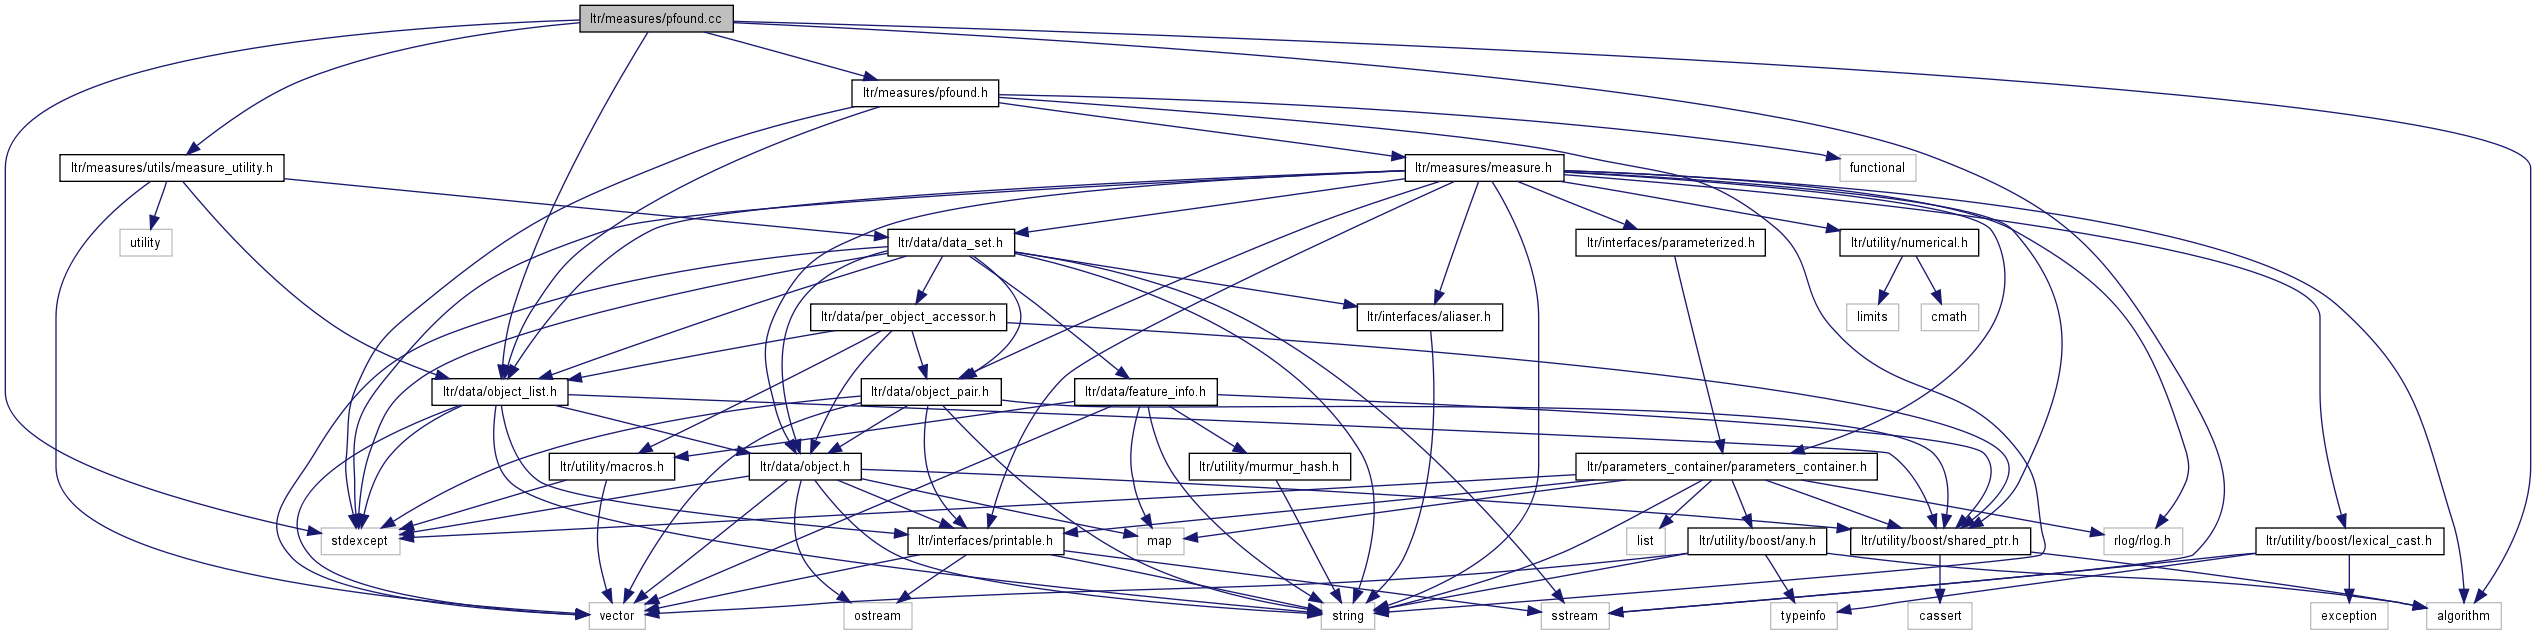 ltr/measures/pfound.cc
ltr/measures/pfound.h
ltr/measures/utils/measure_utility.h
ltr/measures/measure.h
functional
utility
ltr/data/data_set.h
ltr/interfaces/parameterized.h
ltr/utility/numerical.h
ltr/data/per_object_accessor.h
ltr/interfaces/aliaser.h
limits
cmath
ltr/data/object_list.h
ltr/data/object_pair.h
ltr/data/feature_info.h
ltr/utility/macros.h
ltr/data/object.h
ltr/utility/murmur_hash.h
ltr/parameters_container/parameters_container.h
stdexcept
ltr/interfaces/printable.h
map
list
ltr/utility/boost/any.h
ltr/utility/boost/shared_ptr.h
rlog/rlog.h
ltr/utility/boost/lexical_cast.h
vector
ostream
string
sstream
typeinfo
cassert
exception
algorithm